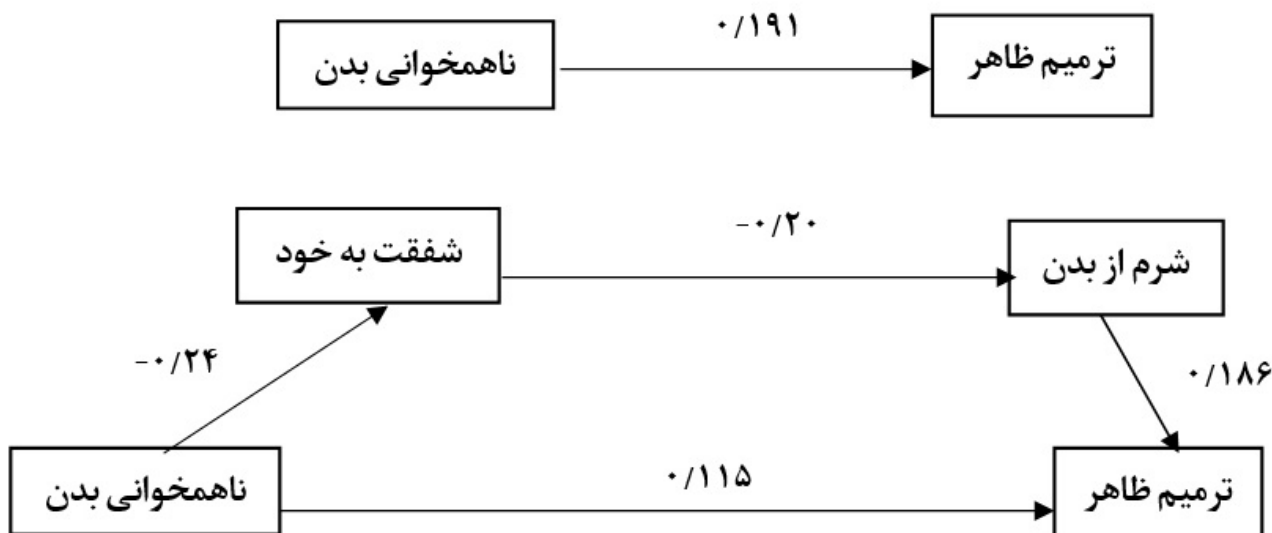 ۰/۱۹۱
ناهمخوانی بدن
ترمیم ظاهر
-۰/۲۰
شفقت به خود
شرم از بدن
-۰/۲۴
۰/۱۸۶
ناهمخوانی بدن
۰/۱۱۵
ترمیم ظاهر